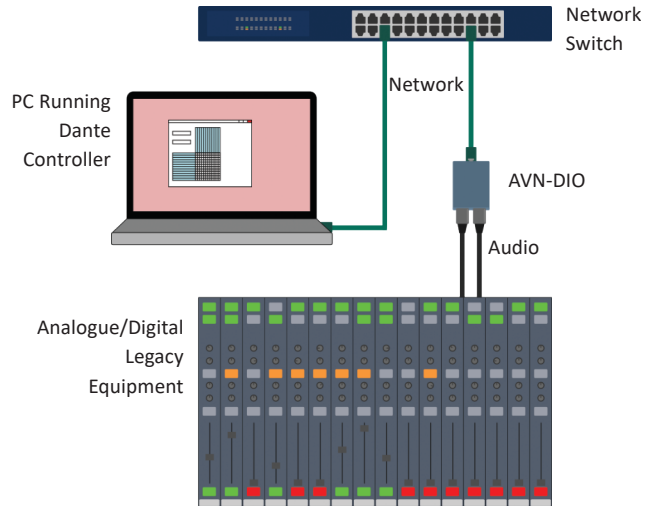 Network
Switch
Network
PC Running
Dante
Controller
AVN-DIO
Audio
Analogue/Digital
Legacy
Equipment